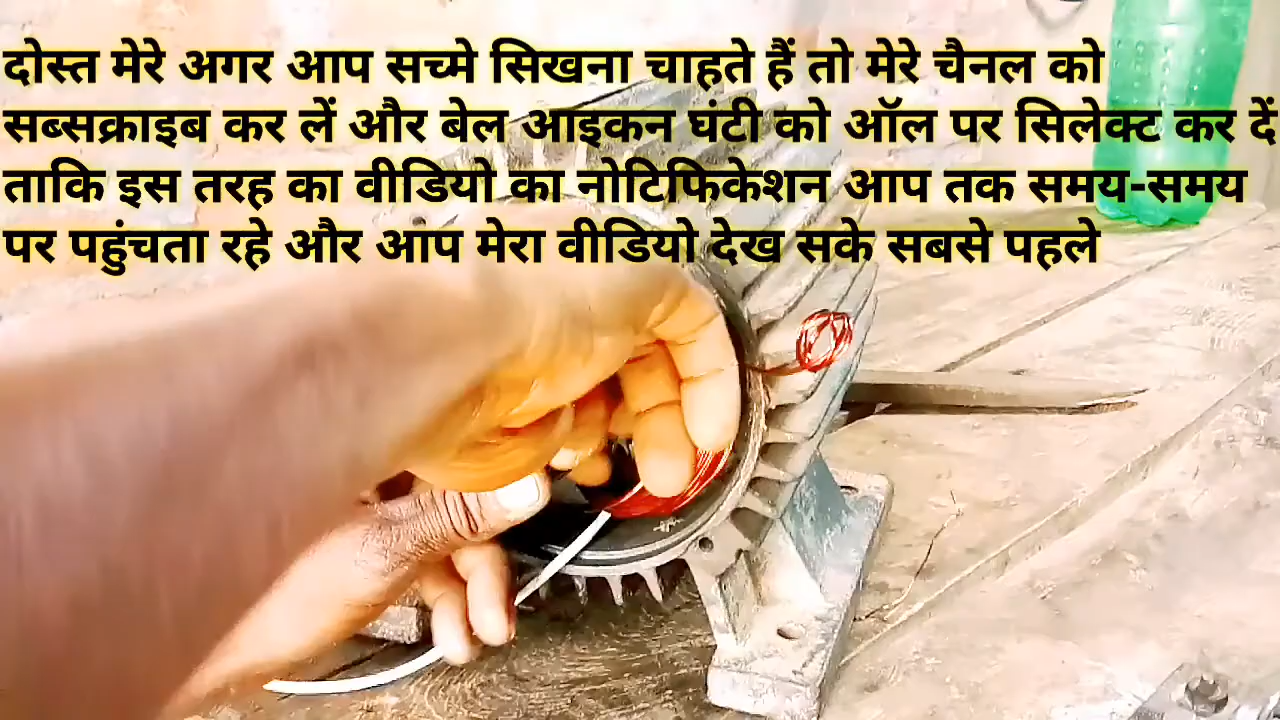 दोस्त मेरे अगर आप सच्मे सिखना चाहते हैं तो मेरे चैनल को
सब्सक्राइब कर लें और बेल आइकन घंटी को ऑल पर सिलेक्ट कर दें
ताकि इस तरह का वीडियो का नोटिफिकेशन आप तक समय-समय
पर पहुंचता रहे और आप मेरा वीडियो देख सके सबसे पहले